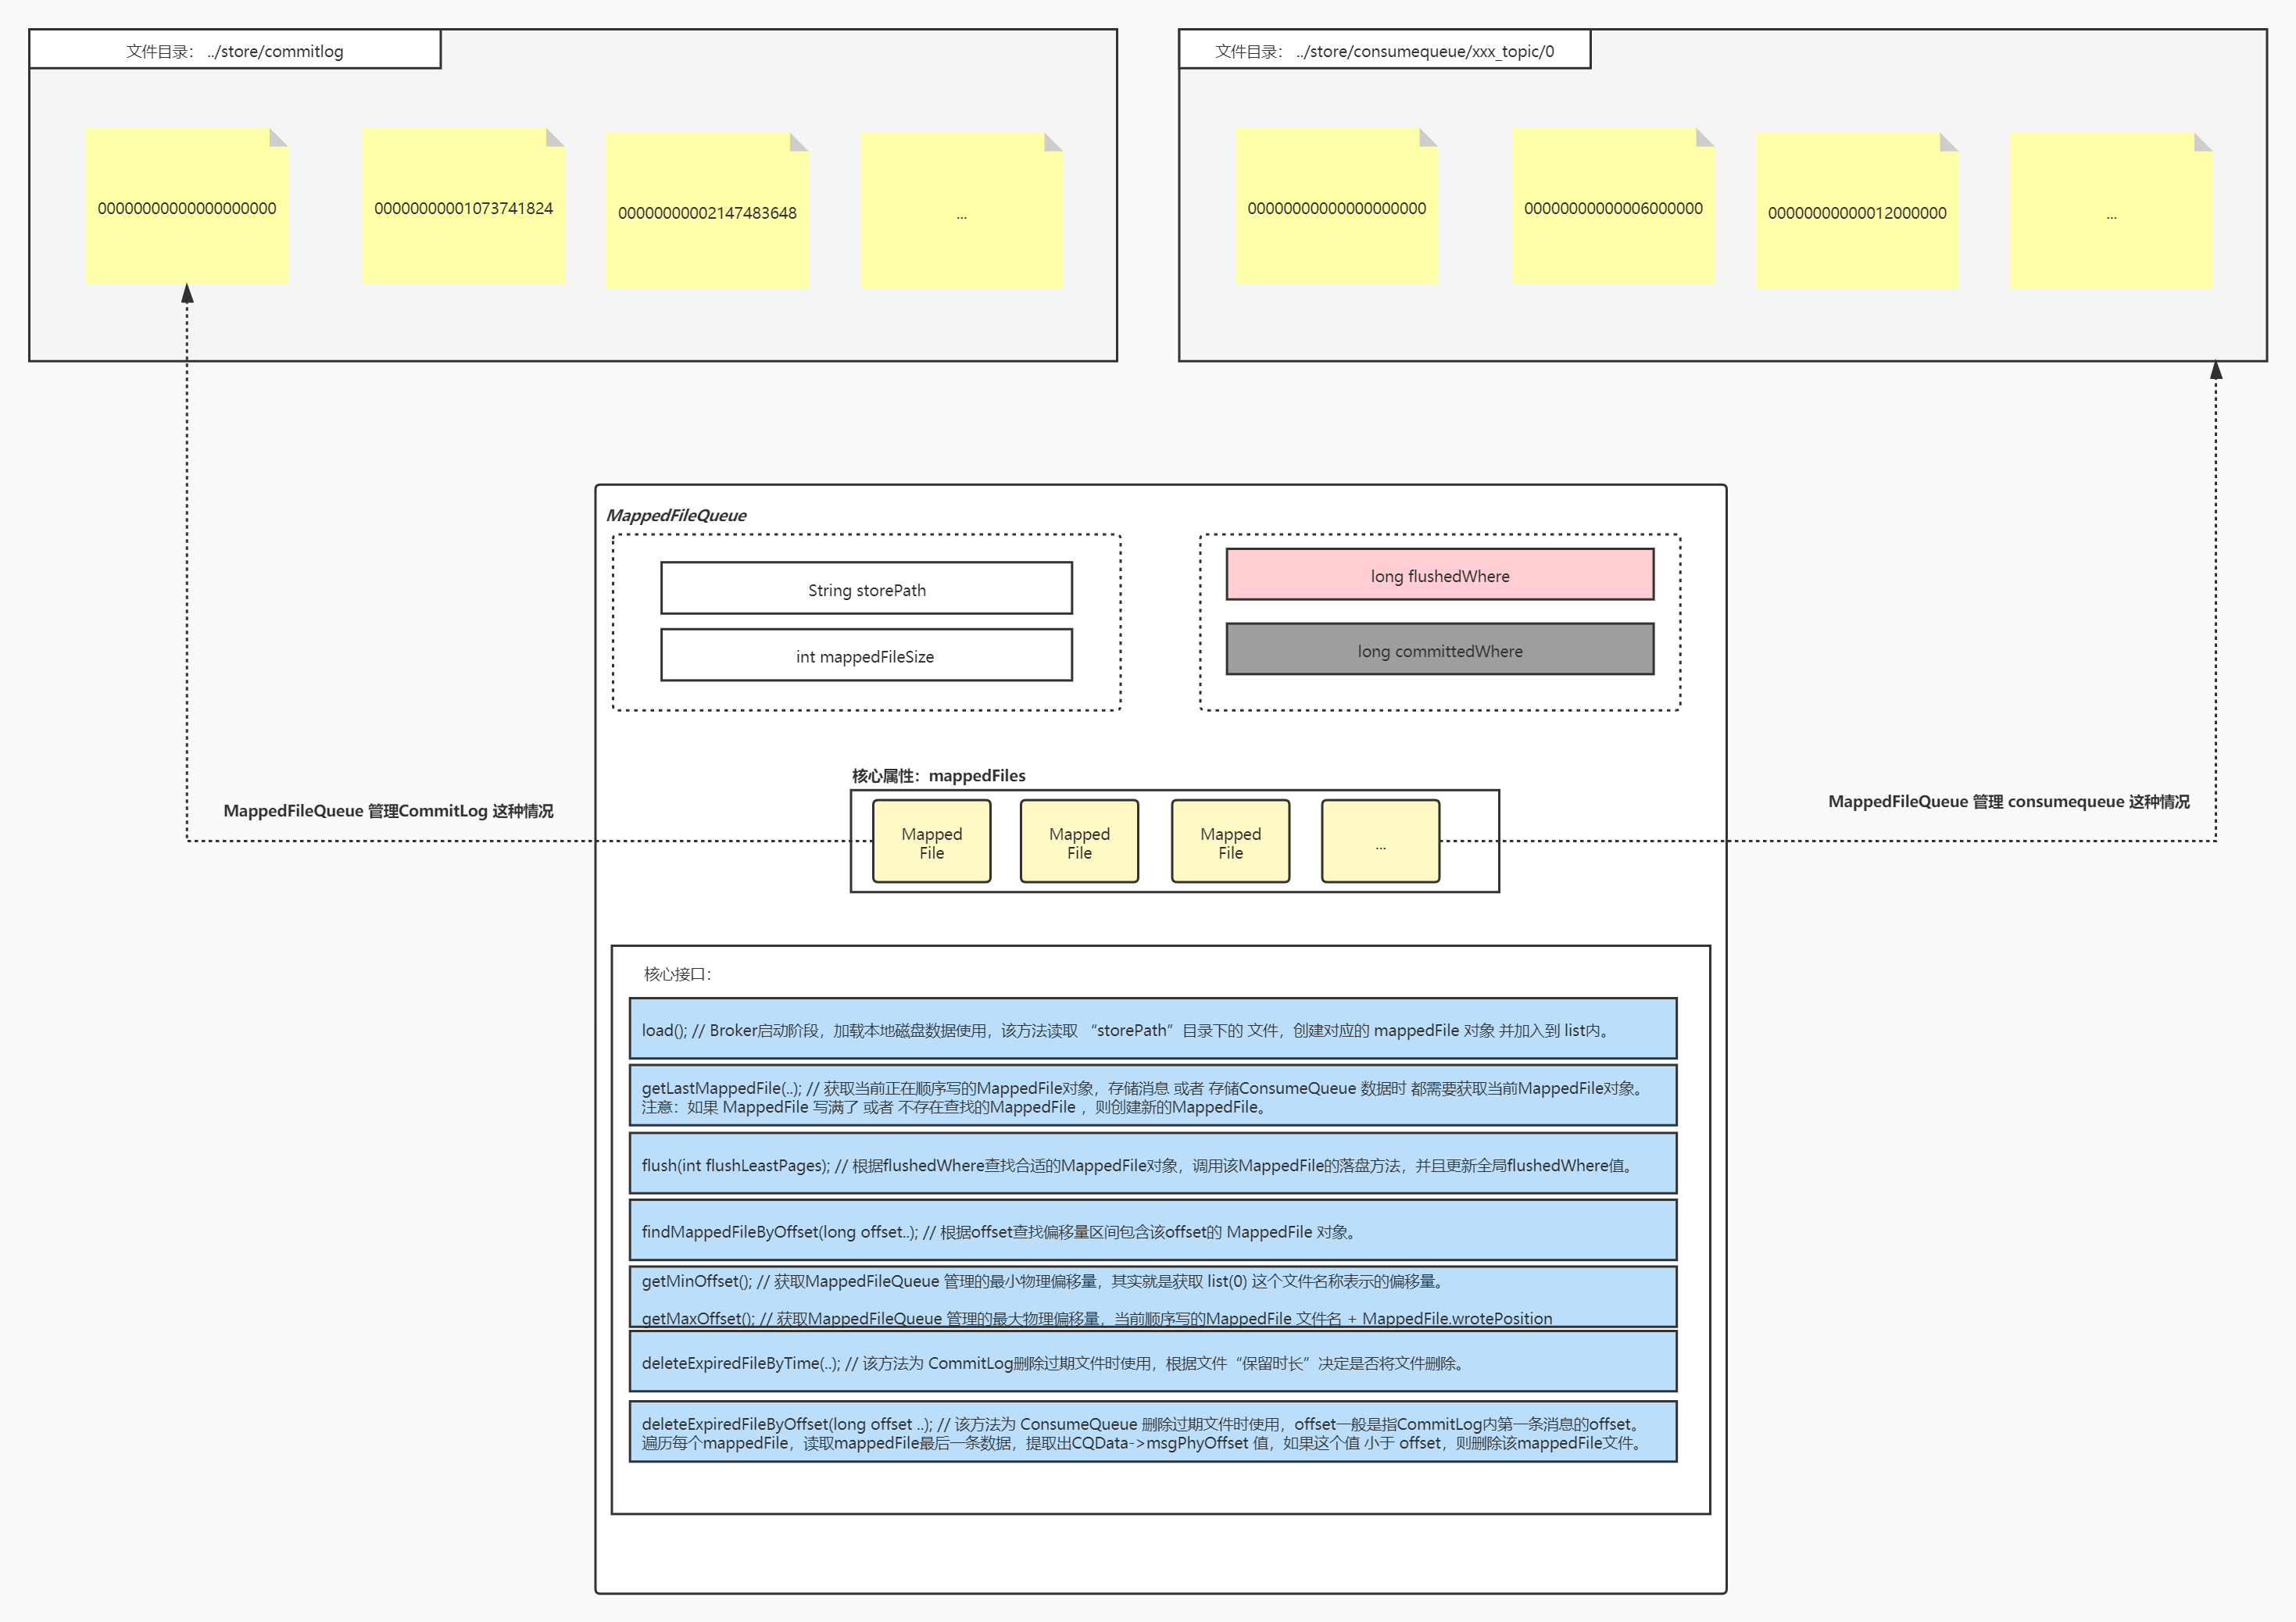 文件目录： ../store/commitlog
00000000000000000000
00000000001073741824
00000000002147483648
...
文件目录： ../store/consumequeue/xxx_topic/0
00000000000000000000
00000000000006000000
00000000000012000000
...
MappedFileQueue
String storePath
int mappedFileSize
long flushedWhere
long committedWhere
核心属性：mappedFiles
Mapped
File
Mapped
File
Mapped
File
...
MappedFileQueue 管理CommitLog 这种情况
MappedFileQueue 管理 consumequeue 这种情况
核心接口：
load(); // Broker启动阶段，加载本地磁盘数据使用，该方法读取 “storePath”目录下的 文件，创建对应的 mappedFile 对象 并加入到 list内。
getLastMappedFile(..); // 获取当前正在顺序写的MappedFile对象，存储消息 或者 存储ConsumeQueue 数据时 都需要获取当前MappedFile对象。
注意：如果 MappedFile 写满了 或者 不存在查找的MappedFile ，则创建新的MappedFile。
flush(int flushLeastPages); // 根据flushedWhere查找合适的MappedFile对象，调用该MappedFile的落盘方法，并且更新全局flushedWhere值。
findMappedFileByOffset(long offset..); // 根据offset查找偏移量区间包含该offset的 MappedFile 对象。
getMinOffset(); // 获取MappedFileQueue 管理的最小物理偏移量，其实就是获取 list(0) 这个文件名称表示的偏移量。
getMaxOffset(); // 获取MappedFileQueue 管理的最大物理偏移量，当前顺序写的MappedFile 文件名 + MappedFile.wrotePosition
deleteExpiredFileByTime(..); // 该方法为 CommitLog删除过期文件时使用，根据文件“保留时长”决定是否将文件删除。
deleteExpiredFileByOffset(long offset ..); // 该方法为 ConsumeQueue 删除过期文件时使用，offset一般是指CommitLog内第一条消息的offset。
遍历每个mappedFile，读取mappedFile最后一条数据，提取出CQData->msgPhyOffset 值，如果这个值 小于 offset，则删除该mappedFile文件。